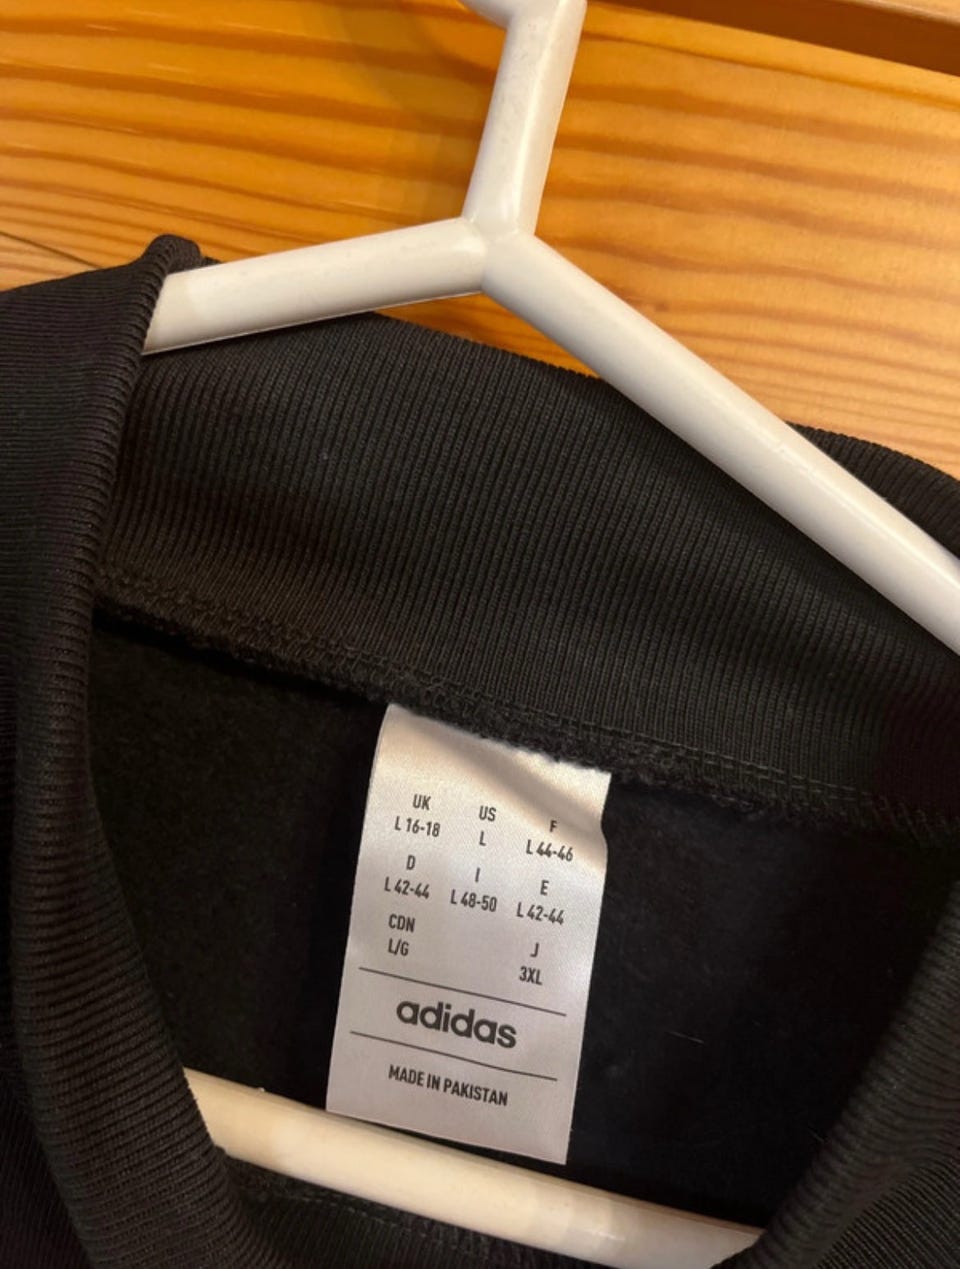 UK US F
L 16-18 L L 44-46
D I E
L 42-44 L 48-50 L 42-44
CDN J
L/G 3XL
adidas
MADE IN PAKISTAN